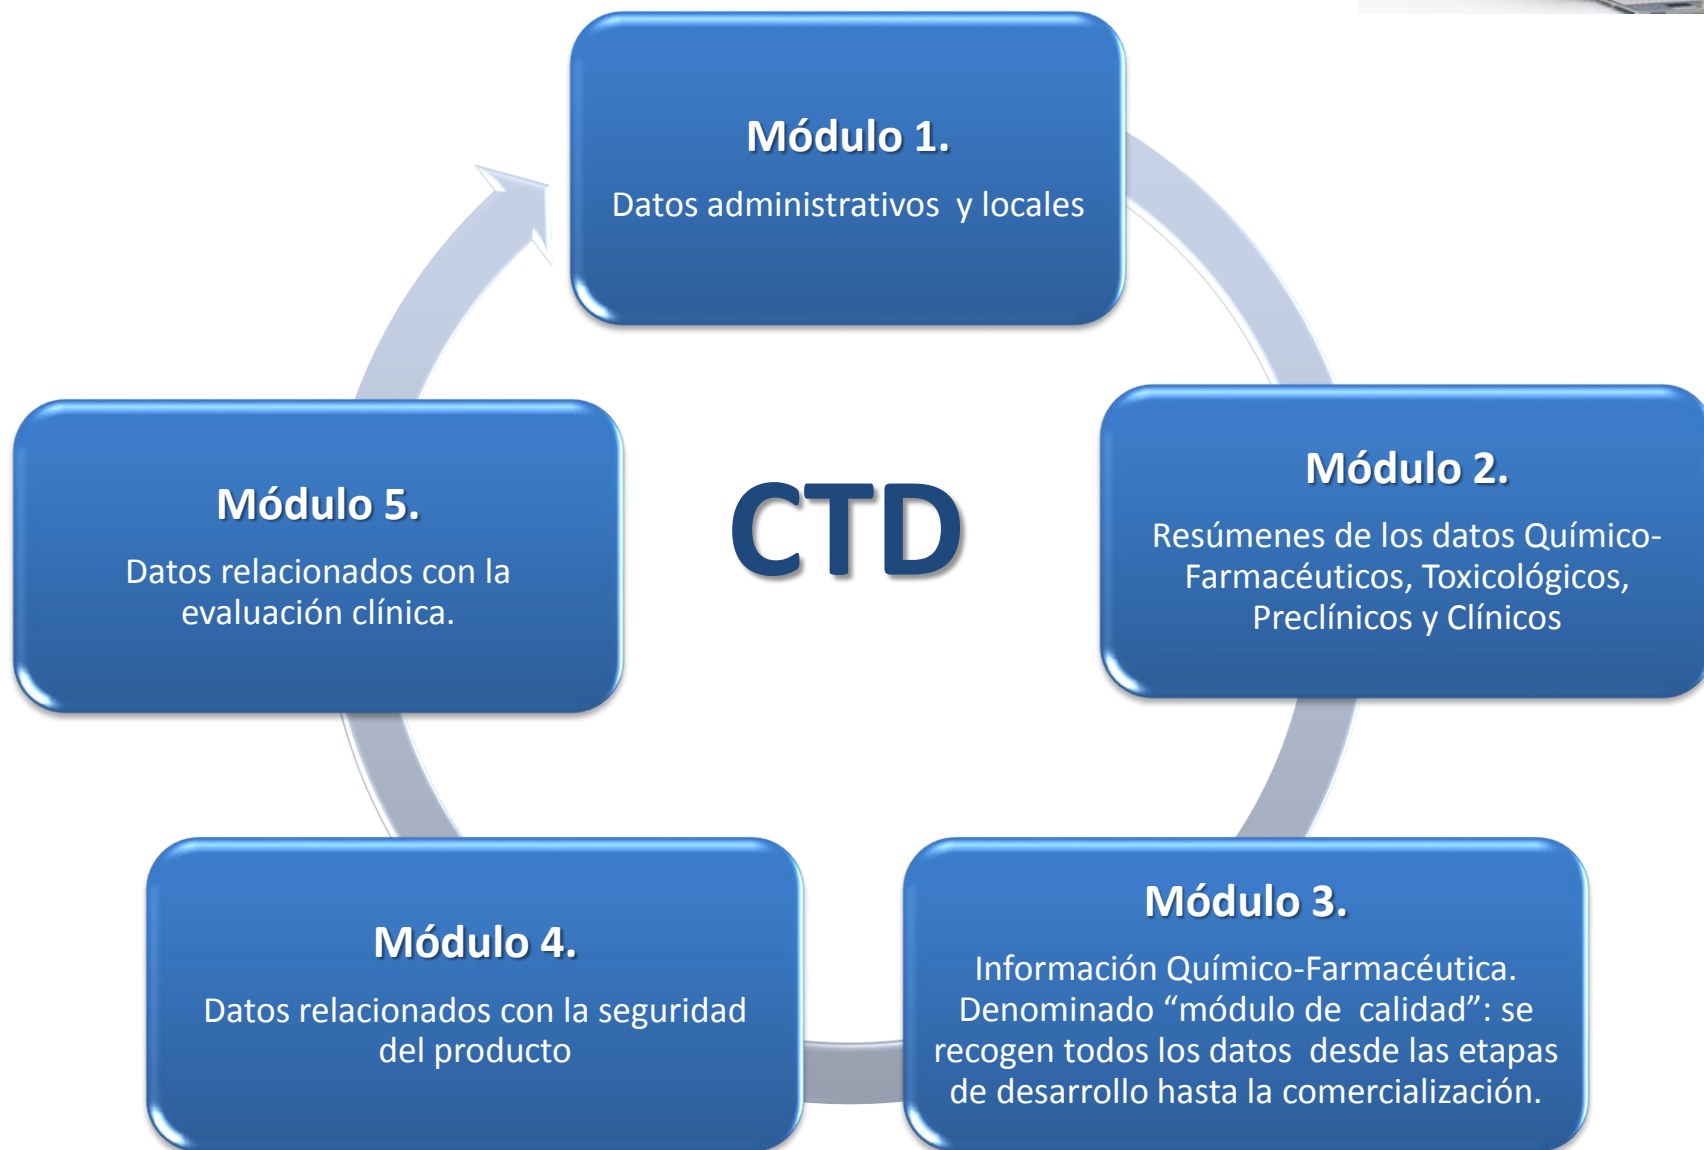 Módulo 1.
Datos administrativos y locales
CTD
Módulo 2.
Resúmenes de los datos Químico-
Farmacéuticos, Toxicológicos,
Preclínicos y Clínicos
Módulo 3.
Información Químico-Farmacéutica.
Denominado “módulo de calidad”: se
recogen todos los datos desde las etapas
de desarrollo hasta la comercialización.
Módulo 4.
Datos relacionados con la seguridad
del producto
Módulo 5.
Datos relacionados con la
evaluación clínica.